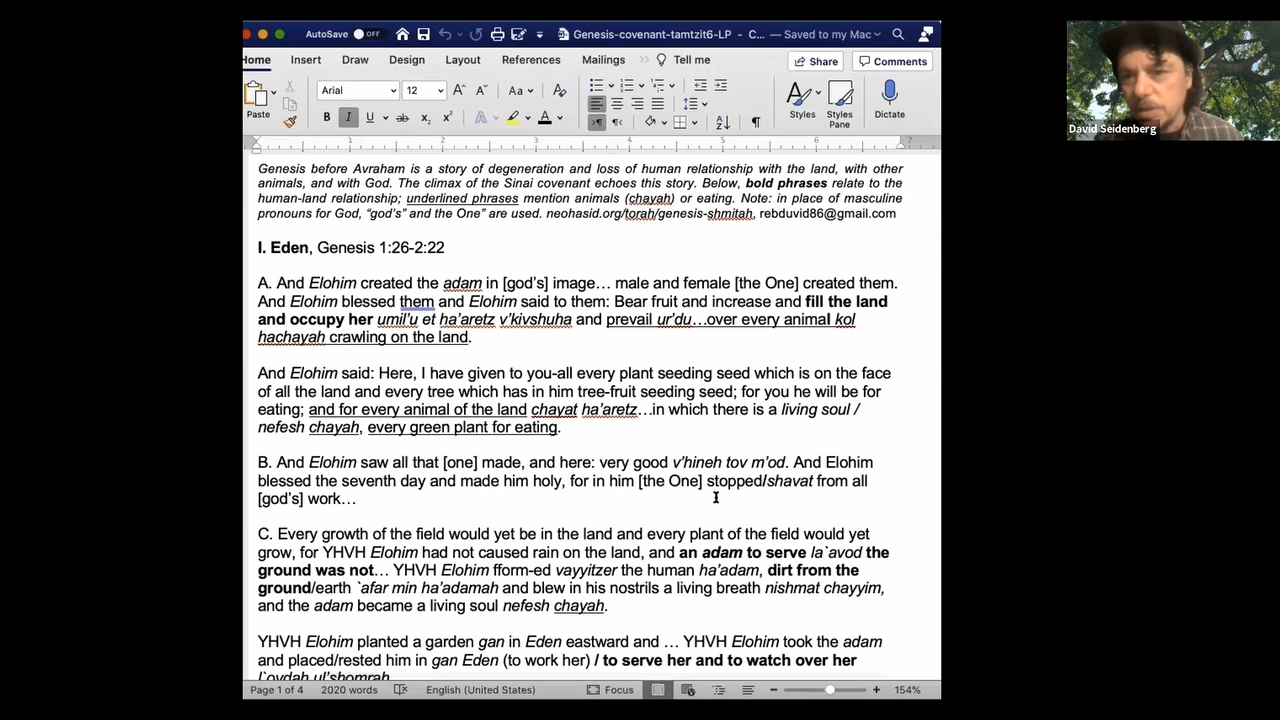 AutoSave OFF Genesis-covenant-tamtzit6-LP - C... — Saved to my Mac
Home Insert Draw Design Layout References Mailings >> Tell me Share Comments
Paste Arial 12 Aa Styles Styles Pane Dictate
B I U ab x₂ x² A A
1 2 3 4 5 6 7
Genesis before Avraham is a story of degeneration and loss of human relationship with the land, with other
animals, and with God. The climax of the Sinai covenant echoes this story. Below, bold phrases relate to the
human-land relationship; underlined phrases mention animals (chayah) or eating. Note: in place of masculine
pronouns for God, “god’s” and the One” are used. neohasid.org/torah/genesis-shmitah, rebduvid86@gmail.com
I. Eden, Genesis 1:26-2:22
A. And Elohim created the adam in [god’s] image… male and female [the One] created them.
And Elohim blessed them and Elohim said to them: Bear fruit and increase and fill the land
and occupy her umil’u et ha’aretz v’kivshuha and prevail ur’du…over every animal kol
hachayah crawling on the land.
And Elohim said: Here, I have given to you-all every plant seeding seed which is on the face
of all the land and every tree which has in him tree-fruit seeding seed; for you he will be for
eating; and for every animal of the land chayat ha’aretz…in which there is a living soul /
nefesh chayah, every green plant for eating.
B. And Elohim saw all that [one] made, and here: very good v’hineh tov m’od. And Elohim
blessed the seventh day and made him holy, for in him [the One] stopped/shavat from all
[god’s] work…
C. Every growth of the field would yet be in the land and every plant of the field would yet
grow, for YHVH Elohim had not caused rain on the land, and an adam to serve la`avod the
ground was not… YHVH Elohim fform-ed vayyitzer the human ha’adam, dirt from the
ground/earth `afar min ha’adamah and blew in his nostrils a living breath nishmat chayyim,
and the adam became a living soul nefesh chayah.
YHVH Elohim planted a garden gan in Eden eastward and … YHVH Elohim took the adam
and placed/rested him in gan Eden (to work her) / to serve her and to watch over her
l`ovdah ul’shomrah
Page 1 of 4 2020 words English (United States) Focus 154%
David Seidenberg